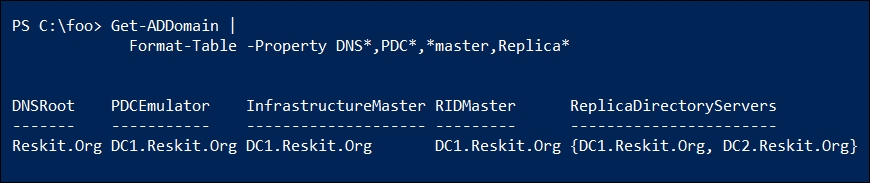 PS C:\foo> Get-ADDomain |
Format-Table -Property DNS*,PDC*,*master,Replica*
DNSRoot PDCEmulator InfrastructureMaster RIDMaster ReplicaDirectoryServers
------- ----------- -------------------- --------- -----------------------
Reskit.Org DC1.Reskit.Org DC1.Reskit.Org DC1.Reskit.Org {DC1.Reskit.Org, DC2.Reskit.Org}